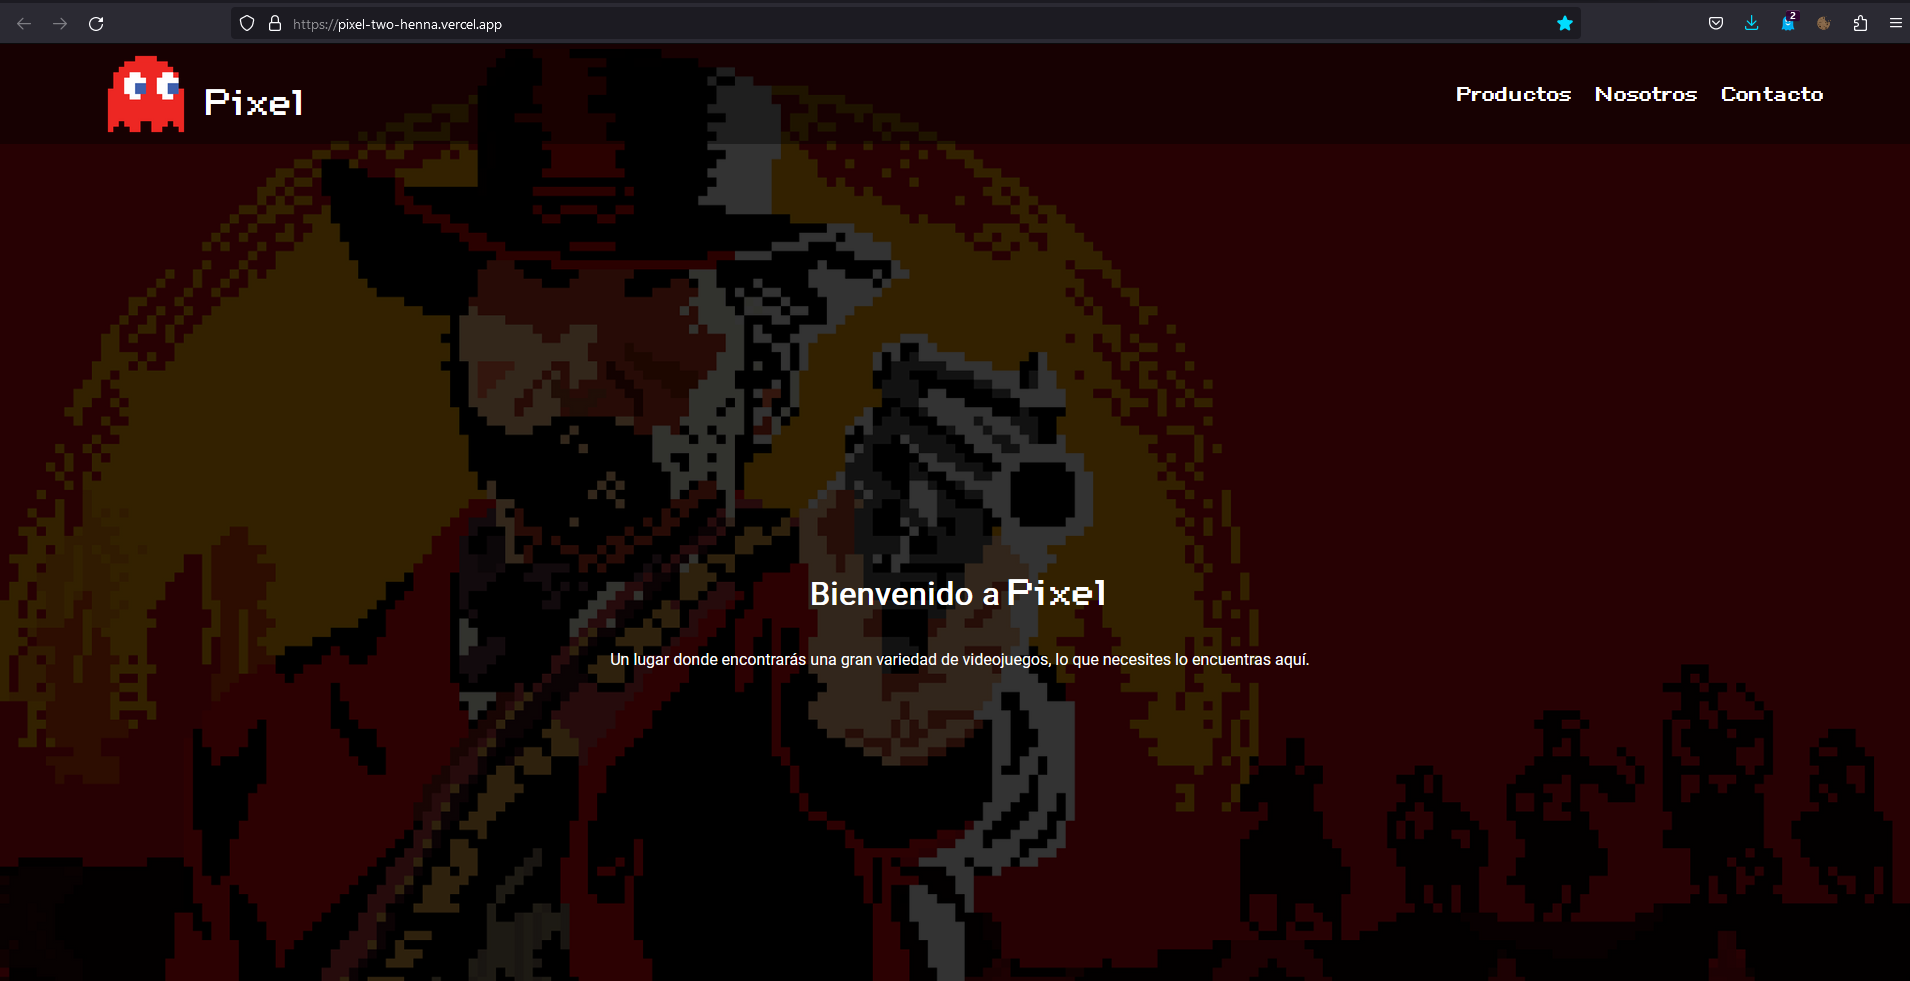 https://pixel-two-henna.vercel.app
2
Pixel
Productos Nosotros Contacto
Bienvenido a Pixel
Un lugar donde encontrarás una gran variedad de videojuegos, lo que necesites lo encuentras aquí.